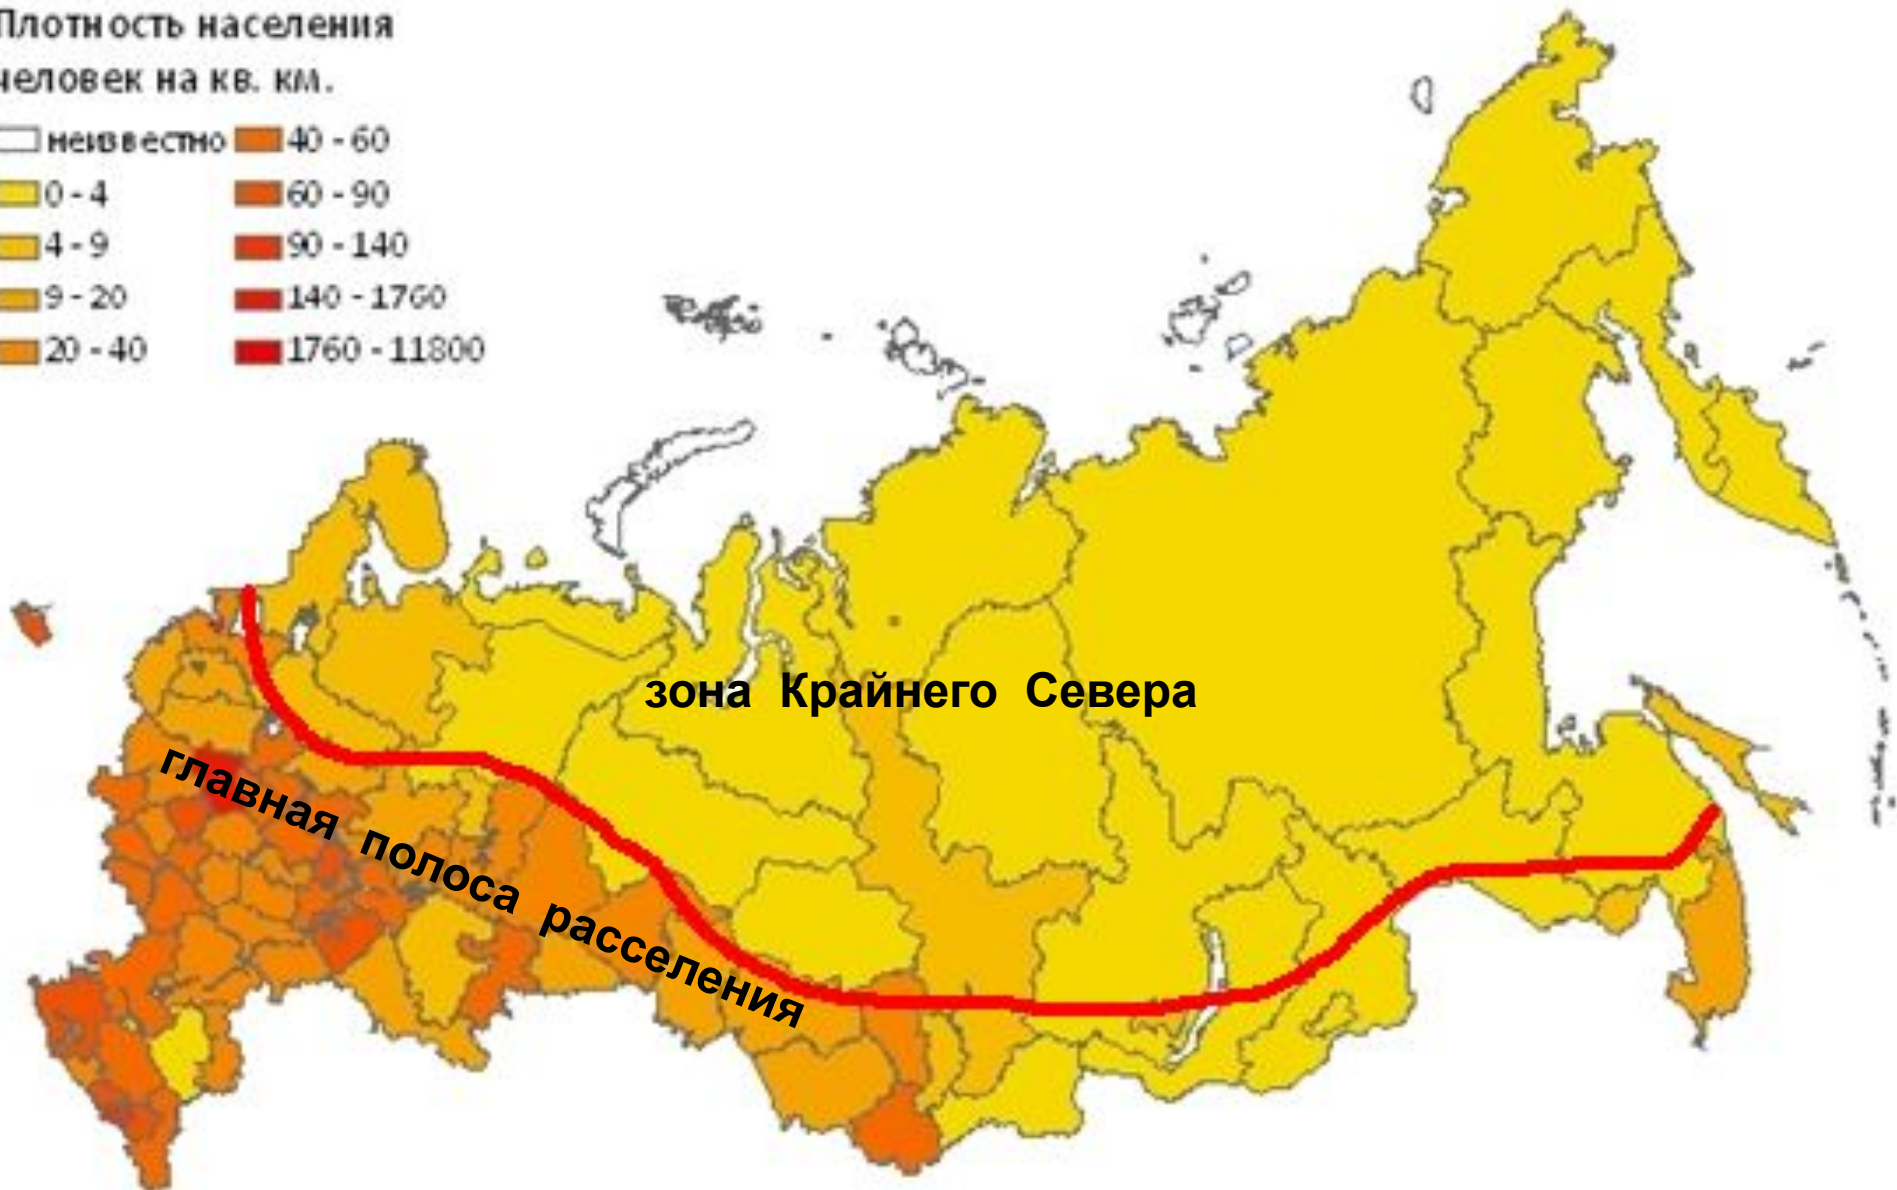 Плотность населения
человек на кв. км.
неизвестно
0 - 4
4 - 9
9 - 20
20 - 40
40 - 60
60 - 90
90 - 140
140 - 1760
1760 - 11800
зона Крайнего Севера
главная полоса расселения